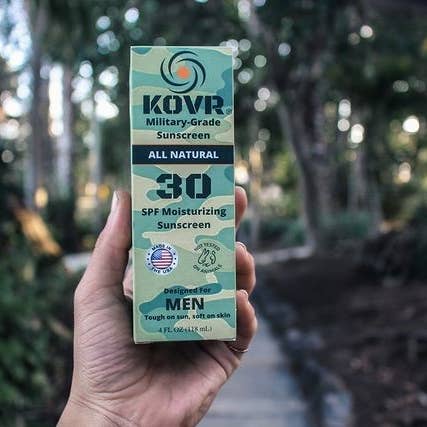 KOVR®
Military-Grade
Sunscreen
ALL NATURAL
30
SPF Moisturizing
Sunscreen
MADE IN
THE USA
NOT TESTED
ON ANIMALS
Designed For
MEN
Tough on sun, soft on skin
4 FL OZ (118 mL)